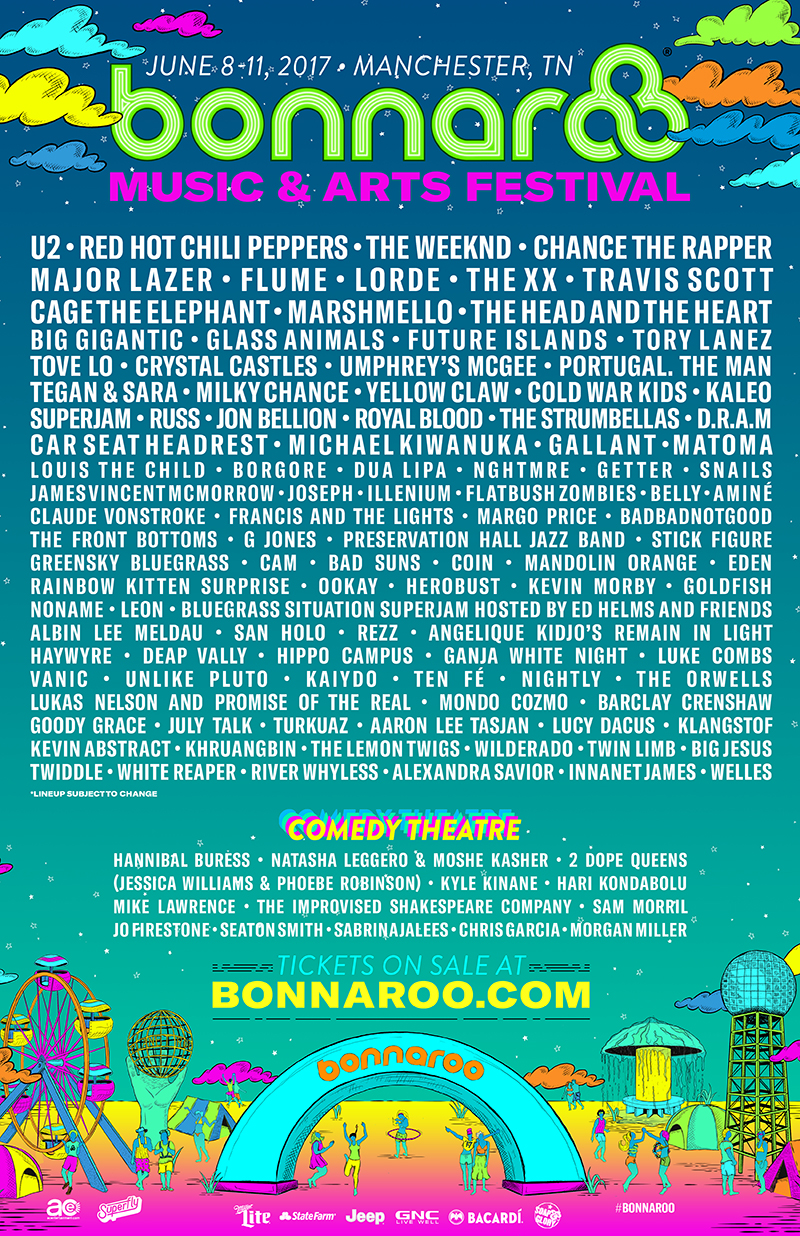 JUNE 8-11, 2017 • MANCHESTER, TN
bonnaroo®
MUSIC & ARTS FESTIVAL
U2 • RED HOT CHILI PEPPERS • THE WEEKND • CHANCE THE RAPPER
MAJOR LAZER • FLUME • LORDE • THE XX • TRAVIS SCOTT
CAGE THE ELEPHANT • MARSHMELLO • THE HEAD AND THE HEART
BIG GIGANTIC • GLASS ANIMALS • FUTURE ISLANDS • TORY LANEZ
TOVE LO • CRYSTAL CASTLES • UMPHREY'S MCGEE • PORTUGAL. THE MAN
TEGAN & SARA • MILKY CHANCE • YELLOW CLAW • COLD WAR KIDS • KALEO
SUPERJAM • RUSS • JON BELLION • ROYAL BLOOD • THE STRUMBELLAS • D.R.A.M
CAR SEAT HEADREST • MICHAEL KIWANUKA • GALLANT • MATOMA
LOUIS THE CHILD • BORGORE • DUA LIPA • NGHTMRE • GETTER • SNAILS
JAMES VINCENT MCMORROW • JOSEPH • ILLENIUM • FLATBUSH ZOMBIES • BELLY • AMINÉ
CLAUDE VONSTROKE • FRANCIS AND THE LIGHTS • MARGO PRICE • BADBADNOTGOOD
THE FRONT BOTTOMS • G JONES • PRESERVATION HALL JAZZ BAND • STICK FIGURE
GREENSKY BLUEGRASS • CAM • BAD SUNS • COIN • MANDOLIN ORANGE • EDEN
RAINBOW KITTEN SURPRISE • OOKAY • HEROBUST • KEVIN MORBY • GOLDFISH
NONAME • LEON • BLUEGRASS SITUATION SUPERJAM HOSTED BY ED HELMS AND FRIENDS
ALBIN LEE MELDAU • SAN HOLO • REZZ • ANGELIQUE KIDJO'S REMAIN IN LIGHT
HAYWYRE • DEAP VALLY • HIPPO CAMPUS • GANJA WHITE NIGHT • LUKE COMBS
VANIC • UNLIKE PLUTO • KAIYDO • TEN FÉ • NIGHTLY • THE ORWELLS
LUKAS NELSON AND PROMISE OF THE REAL • MONDO COZMO • BARCLAY CRENSHAW
GOODY GRACE • JULY TALK • TURKUAZ • AARON LEE TASJAN • LUCY DACUS • KLANGSTOF
KEVIN ABSTRACT • KHRUANGBIN • THE LEMON TWIGS • WILDERADO • TWIN LIMB • BIG JESUS
TWIDDLE • WHITE REAPER • RIVER WHYLESS • ALEXANDRA SAVIOR • INNANET JAMES • WELLES
*LINEUP SUBJECT TO CHANGE
COMEDY THEATRE
HANNIBAL BURESS • NATASHA LEGGERO & MOSHE KASHER • 2 DOPE QUEENS
(JESSICA WILLIAMS & PHOEBE ROBINSON) • KYLE KINANE • HARI KONDABOLU
MIKE LAWRENCE • THE IMPROVISED SHAKESPEARE COMPANY • SAM MORRIL
JO FIRESTONE • SEATON SMITH • SABRINA JALEES • CHRIS GARCIA • MORGAN MILLER
TICKETS ON SALE AT
BONNAROO.COM
bonnaroo
ac Superfly Miller Lite StateFarm Jeep GNC LIVE WELL BACARDÍ. SOAP & GLORY #BONNAROO